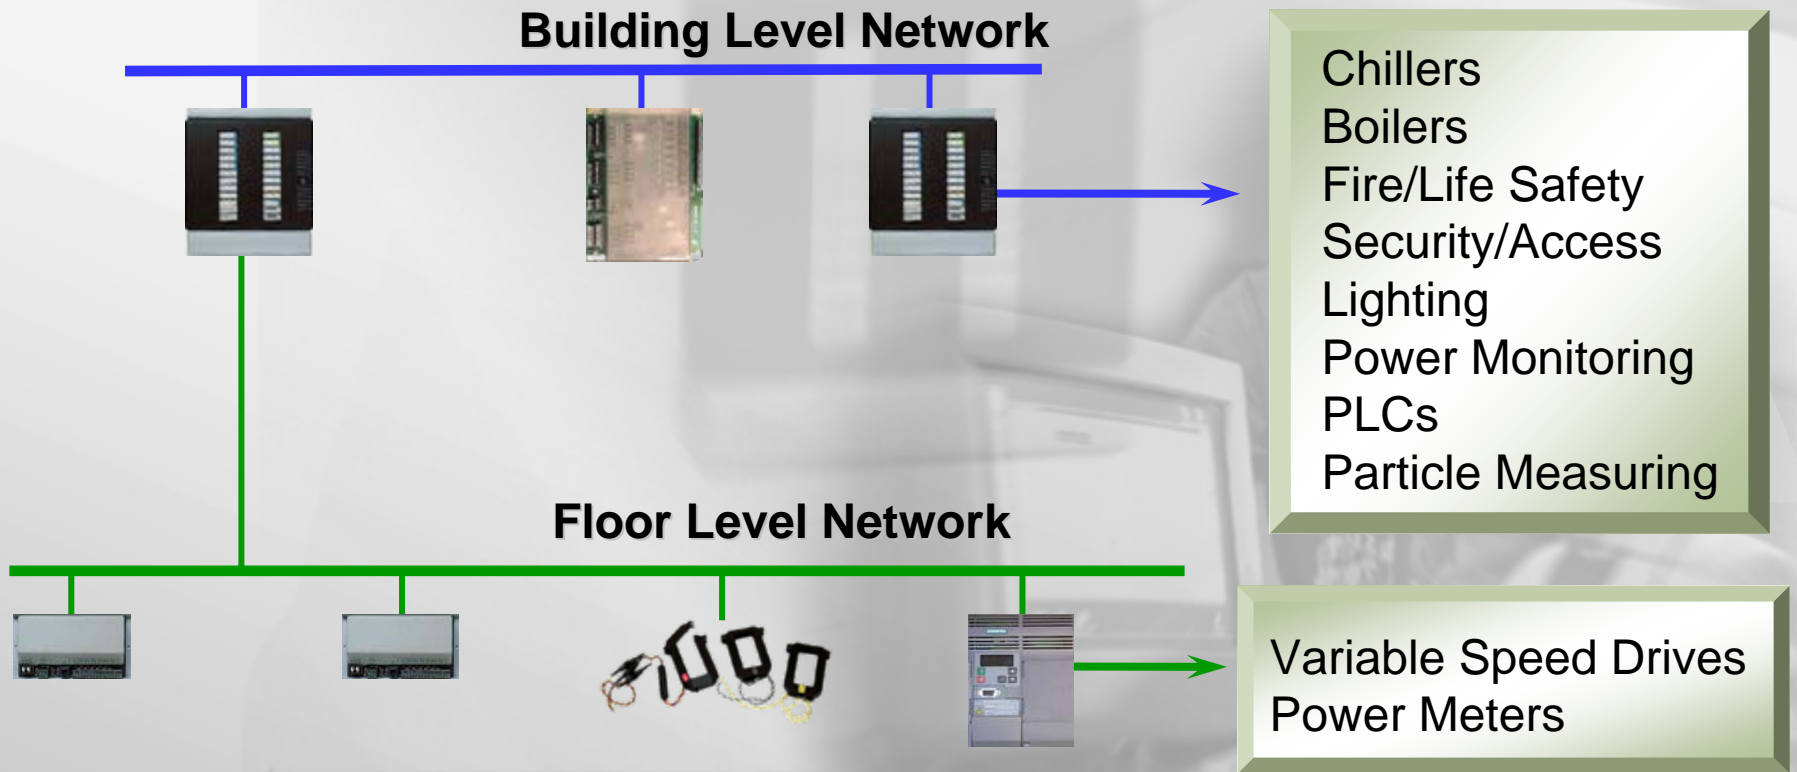 Building Level Network
Chillers
Boilers
Fire/Life Safety
Security/Access
Lighting
Power Monitoring
PLCs
Particle Measuring
Floor Level Network
Variable Speed Drives
Power Meters